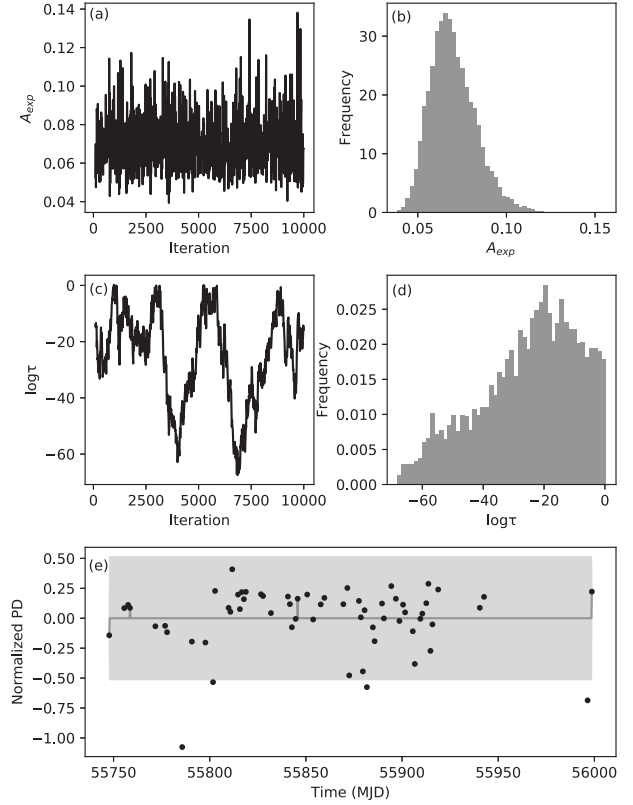 (a)
0.14
0.12
0.10
0.08
0.06
0.04
A_exp
0 2500 5000 7500 10000
Iteration
(b)
30
20
10
0
Frequency
0.05 0.10 0.15
A_exp
(c)
0
−20
−40
−60
logτ
0 2500 5000 7500 10000
Iteration
(d)
0.025
0.020
0.015
0.010
0.005
0.000
Frequency
−60 −40 −20 0
logτ
(e)
0.50
0.25
0.00
−0.25
−0.50
−0.75
−1.00
Normalized PD
55750 55800 55850 55900 55950 56000
Time (MJD)